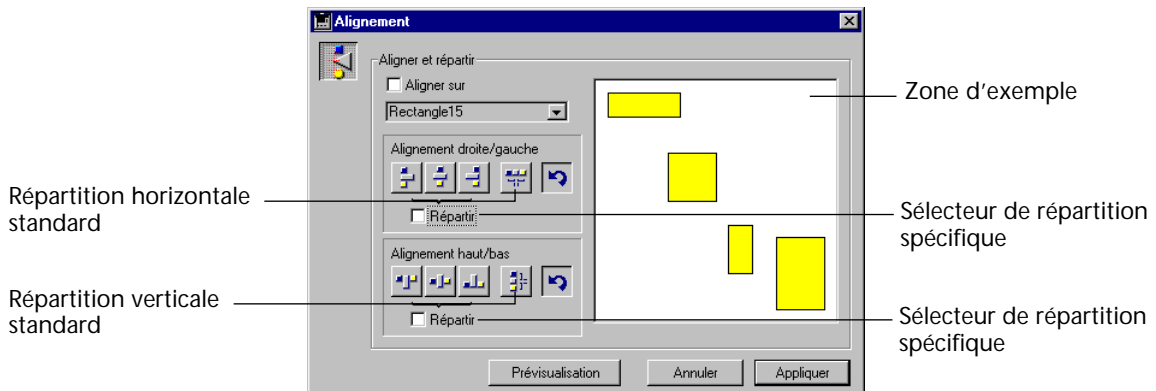 Alignement
Aligner et répartir
Aligner sur
Rectangle15
Zone d'exemple
Alignement droite/gauche
Répartition horizontale
standard
Répartir
Sélecteur de répartition
spécifique
Alignement haut/bas
Répartition verticale
standard
Répartir
Sélecteur de répartition
spécifique
Prévisualisation
Annuler
Appliquer